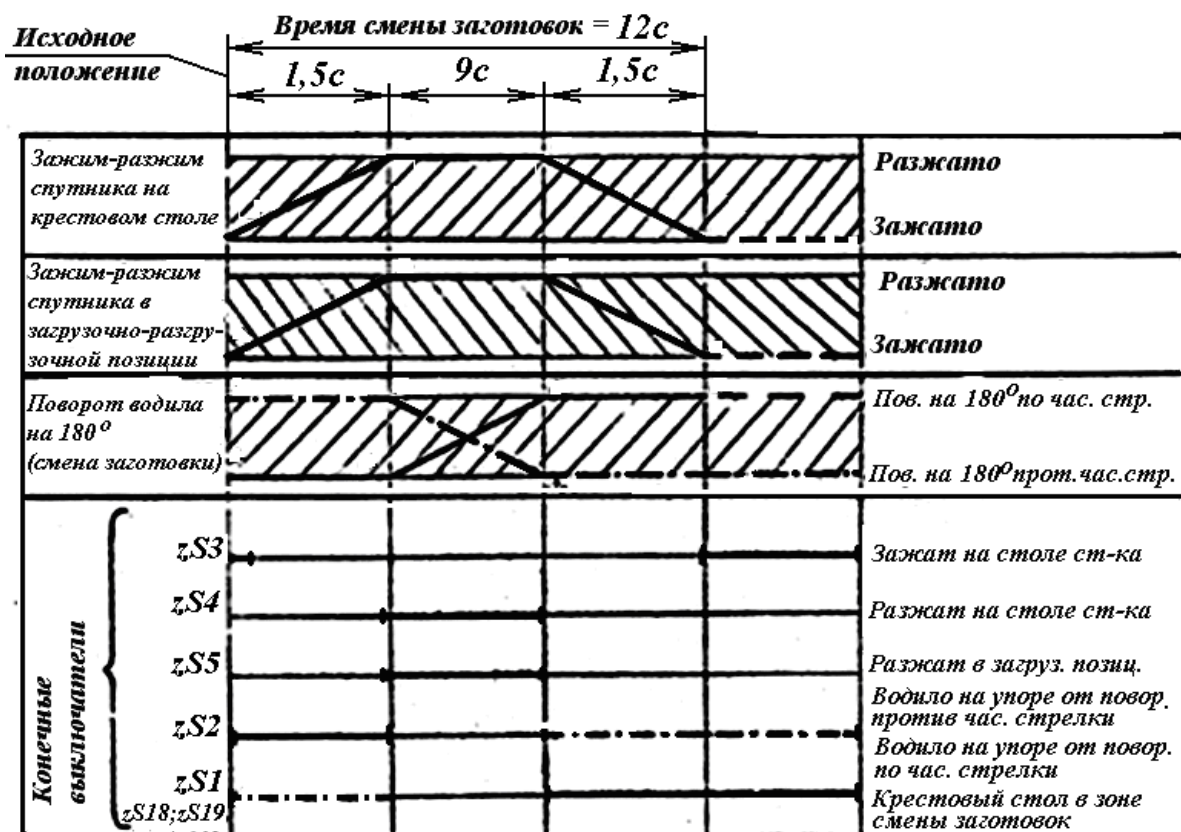 Исходное
положение
Время смены заготовок = 12с
1,5с
9с
1,5с
Зажим-разжим
спутника на
крестовом столе
Разжато
Зажато
Зажим-разжим
спутника в
загрузочно-разгру-
зочной позиции
Разжато
Зажато
Поворот водила
на 180°
(смена заготовки)
Пов. на 180° по час. стр.
Пов. на 180° прот.час.стр.
Конечные
выключатели
zS3
Зажат на столе ст-ка
zS4
Разжат на столе ст-ка
zS5
Разжат в загруз. позиц.
zS2
Водило на упоре от повор.
против час. стрелки
zS1
Водило на упоре от повор.
по час. стрелки
zS18;zS19
Крестовый стол в зоне
смены заготовок